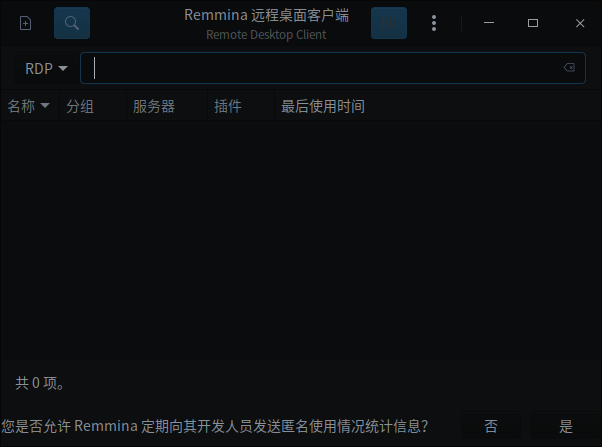 Remmina 远程桌面客户端
Remote Desktop Client
RDP
名称 分组 服务器 插件 最后使用时间
共 0 项。
您是否允许 Remmina 定期向其开发人员发送匿名使用情况统计信息？ 否 是